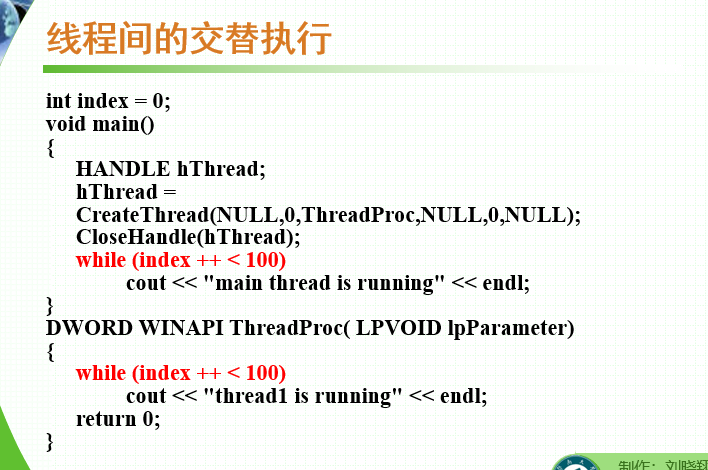 线程间的交替执行
int index = 0;
void main()
{
HANDLE hThread;
hThread =
CreateThread(NULL,0,ThreadProc,NULL,0,NULL);
CloseHandle(hThread);
while (index ++ < 100)
cout << "main thread is running" << endl;
}
DWORD WINAPI ThreadProc( LPVOID lpParameter)
{
while (index ++ < 100)
cout << "thread1 is running" << endl;
return 0;
}
制作：刘晓翔